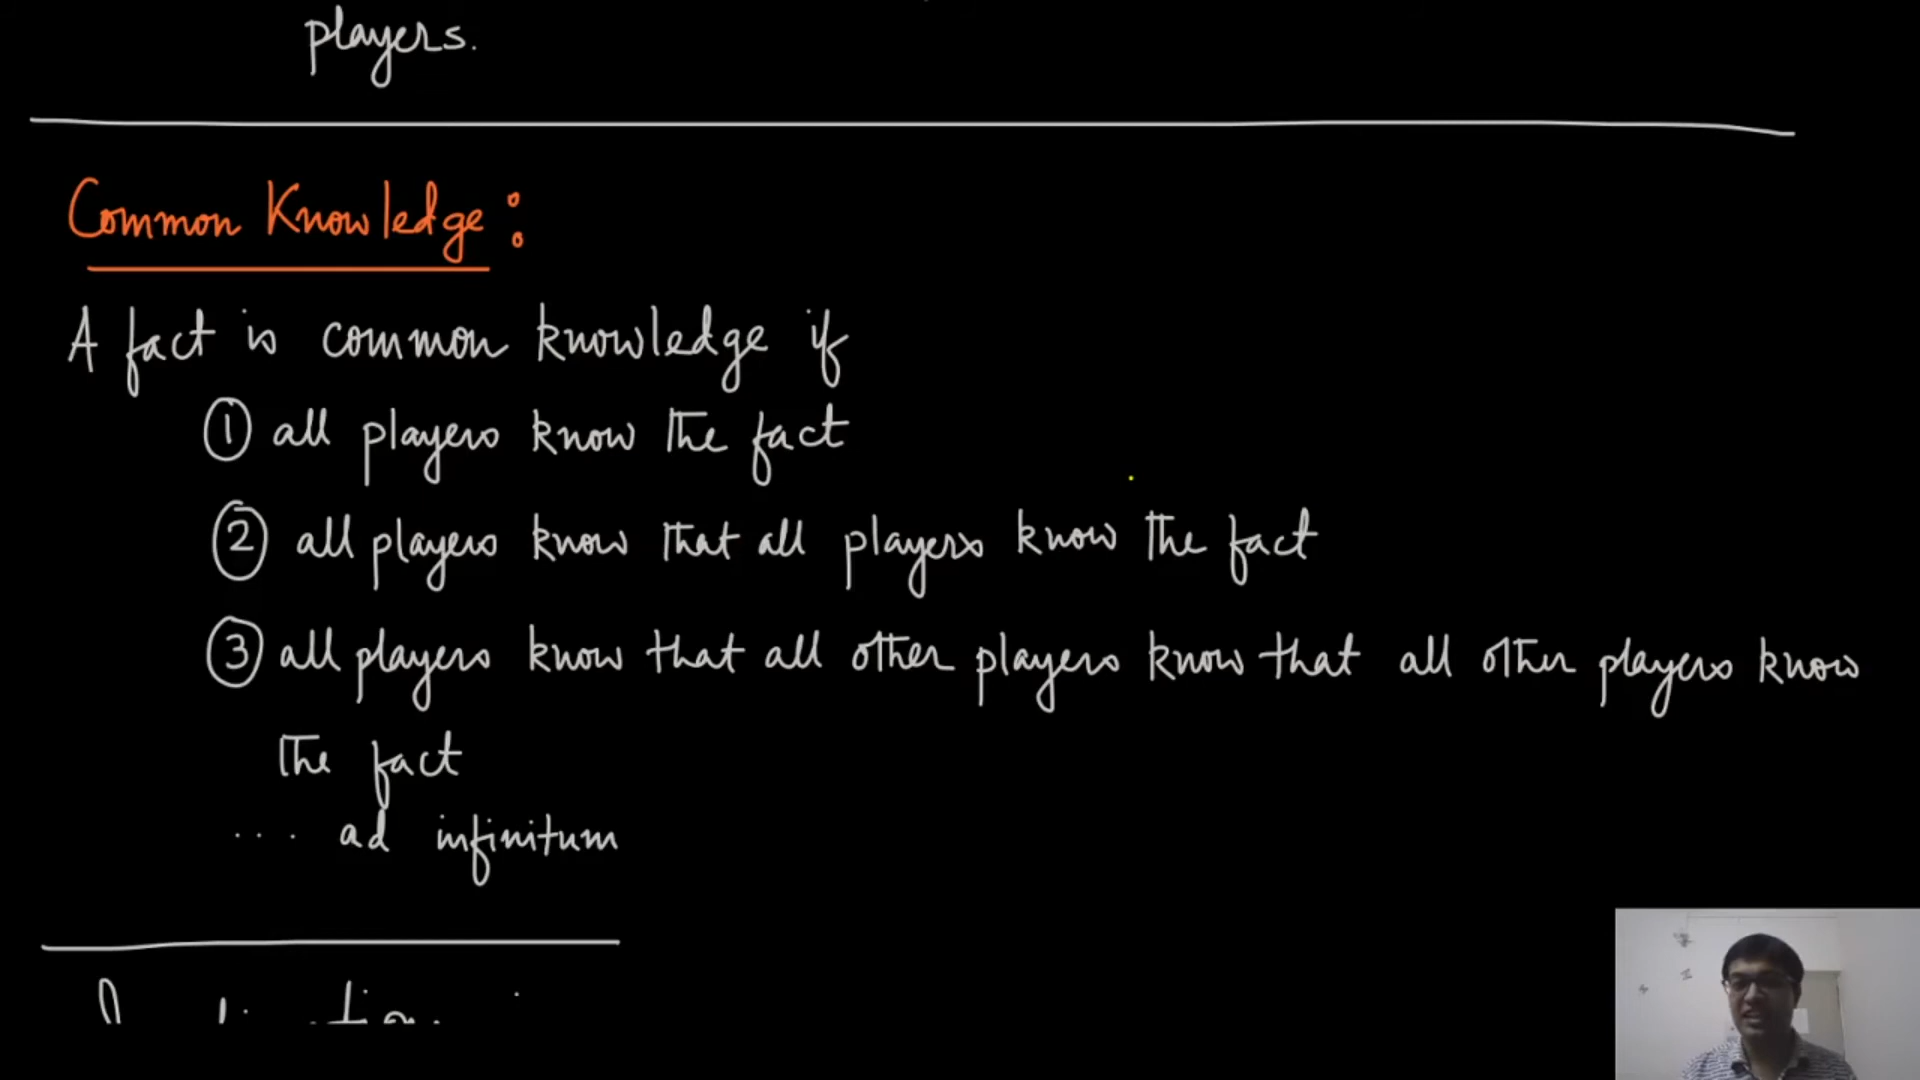 players.
Common Knowledge :
A fact is common knowledge if
① all players know the fact
② all players know that all players know the fact
③ all players know that all other players know that all other players know
the fact
... ad infinitum